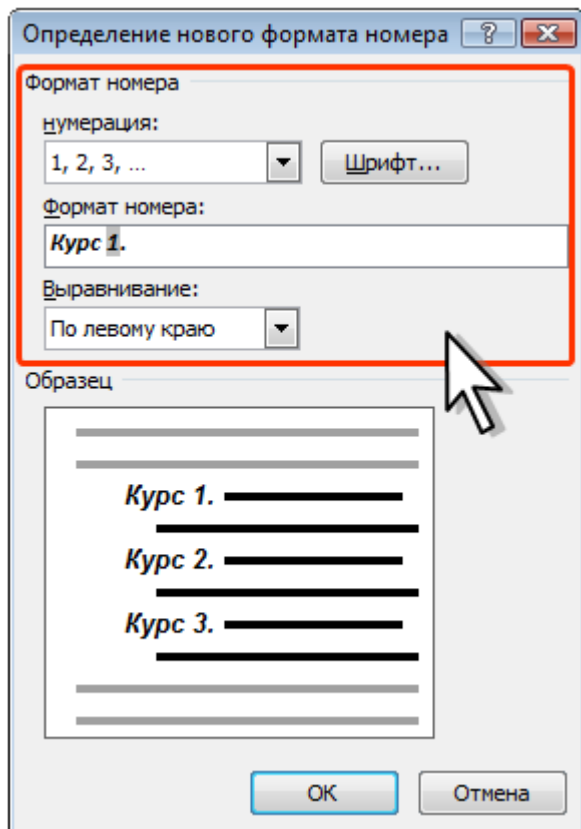 Определение нового формата номера
Формат номера
нумерация:
1, 2, 3, ...
Шрифт...
Формат номера:
Курс 1.
Выравнивание:
По левому краю
Образец
Курс 1.
Курс 2.
Курс 3.
ОК
Отмена